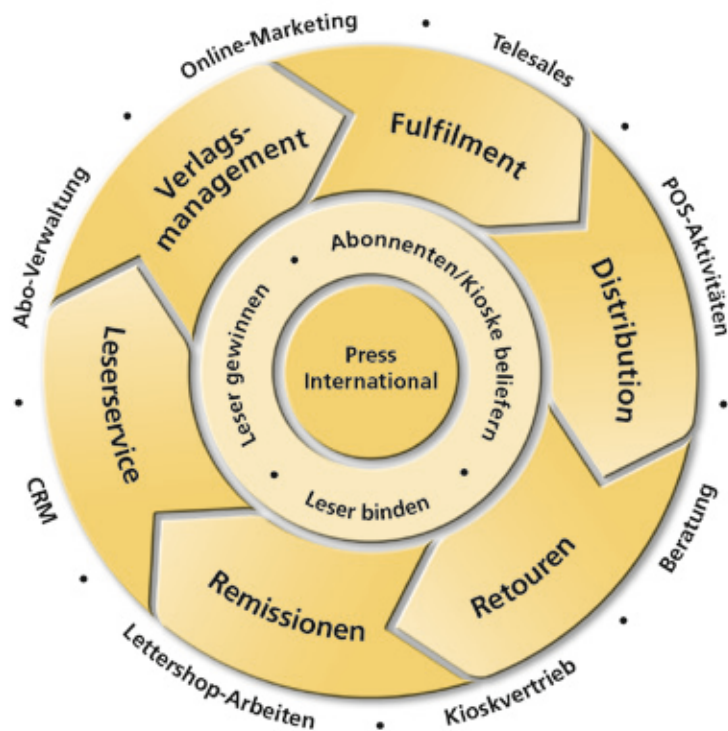 Online-Marketing
Telesales
POS-Aktivitäten
Beratung
Kioskvertrieb
Lettershop-Arbeiten
CRM
Abo-Verwaltung
Verlags-
management
Fulfilment
Distribution
Retouren
Remissionen
Leserservice
Abonnenten/Kioske beliefern
Leser binden
Leser gewinnen
Press
International